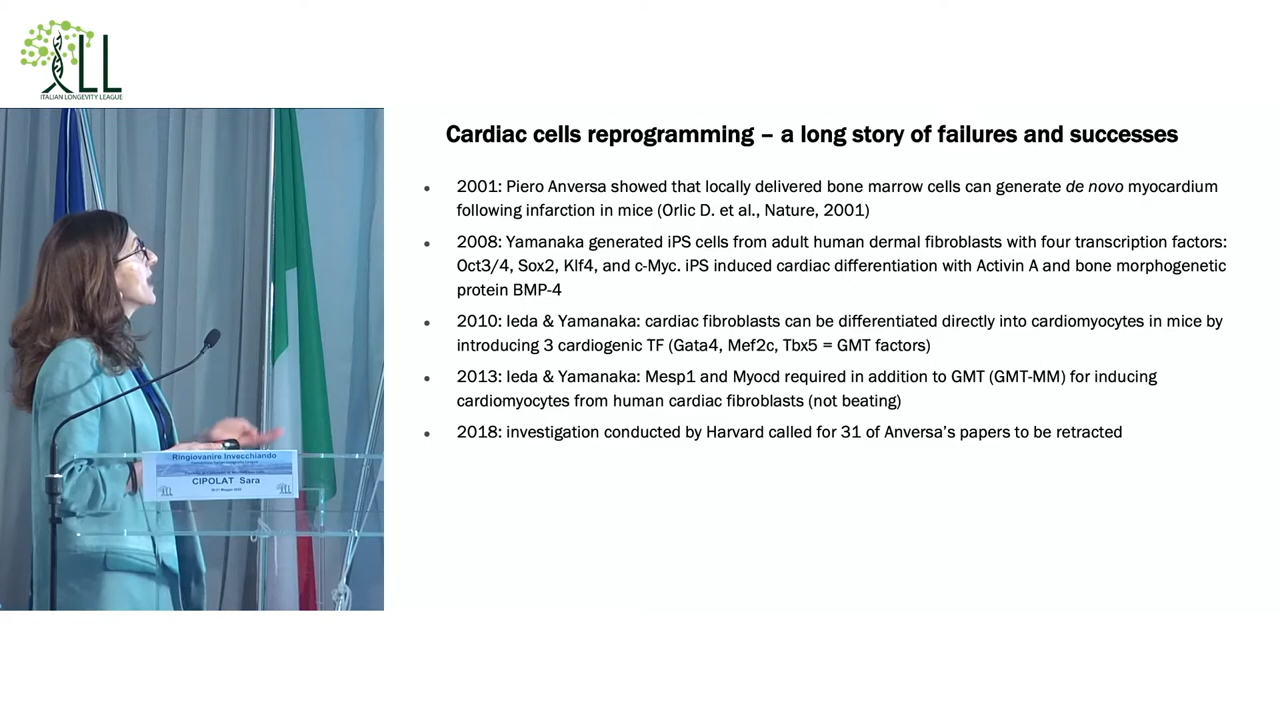 LL
ITALIAN LONGEVITY LEAGUE
Cardiac cells reprogramming – a long story of failures and successes
• 2001: Piero Anversa showed that locally delivered bone marrow cells can generate de novo myocardium
following infarction in mice (Orlic D. et al., Nature, 2001)
• 2008: Yamanaka generated iPS cells from adult human dermal fibroblasts with four transcription factors:
Oct3/4, Sox2, Klf4, and c-Myc. iPS induced cardiac differentiation with Activin A and bone morphogenetic
protein BMP-4
• 2010: Ieda & Yamanaka: cardiac fibroblasts can be differentiated directly into cardiomyocytes in mice by
introducing 3 cardiogenic TF (Gata4, Mef2c, Tbx5 = GMT factors)
• 2013: Ieda & Yamanaka: Mesp1 and Myocd required in addition to GMT (GMT-MM) for inducing
cardiomyocytes from human cardiac fibroblasts (not beating)
• 2018: investigation conducted by Harvard called for 31 of Anversa’s papers to be retracted
Ringiovanire Invecchiando
CIPOLAT Sara